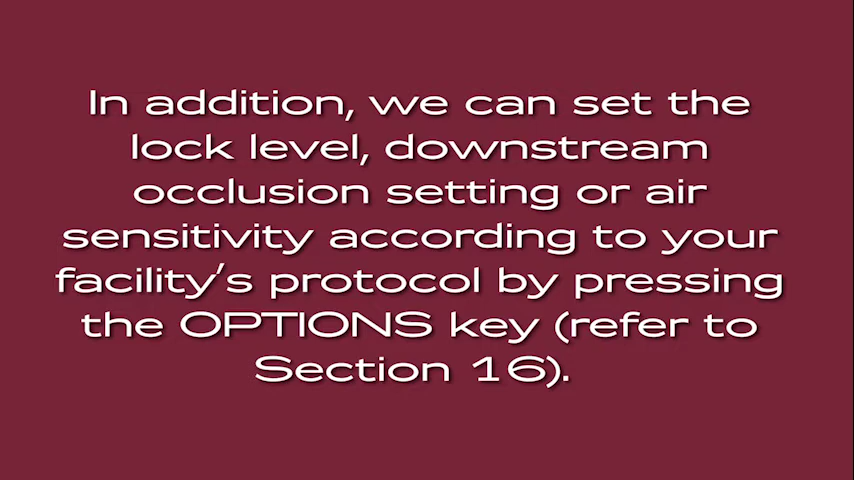 In addition, we can set the
lock level, downstream
occlusion setting or air
sensitivity according to your
facility's protocol by pressing
the OPTIONS key (refer to
Section 16).